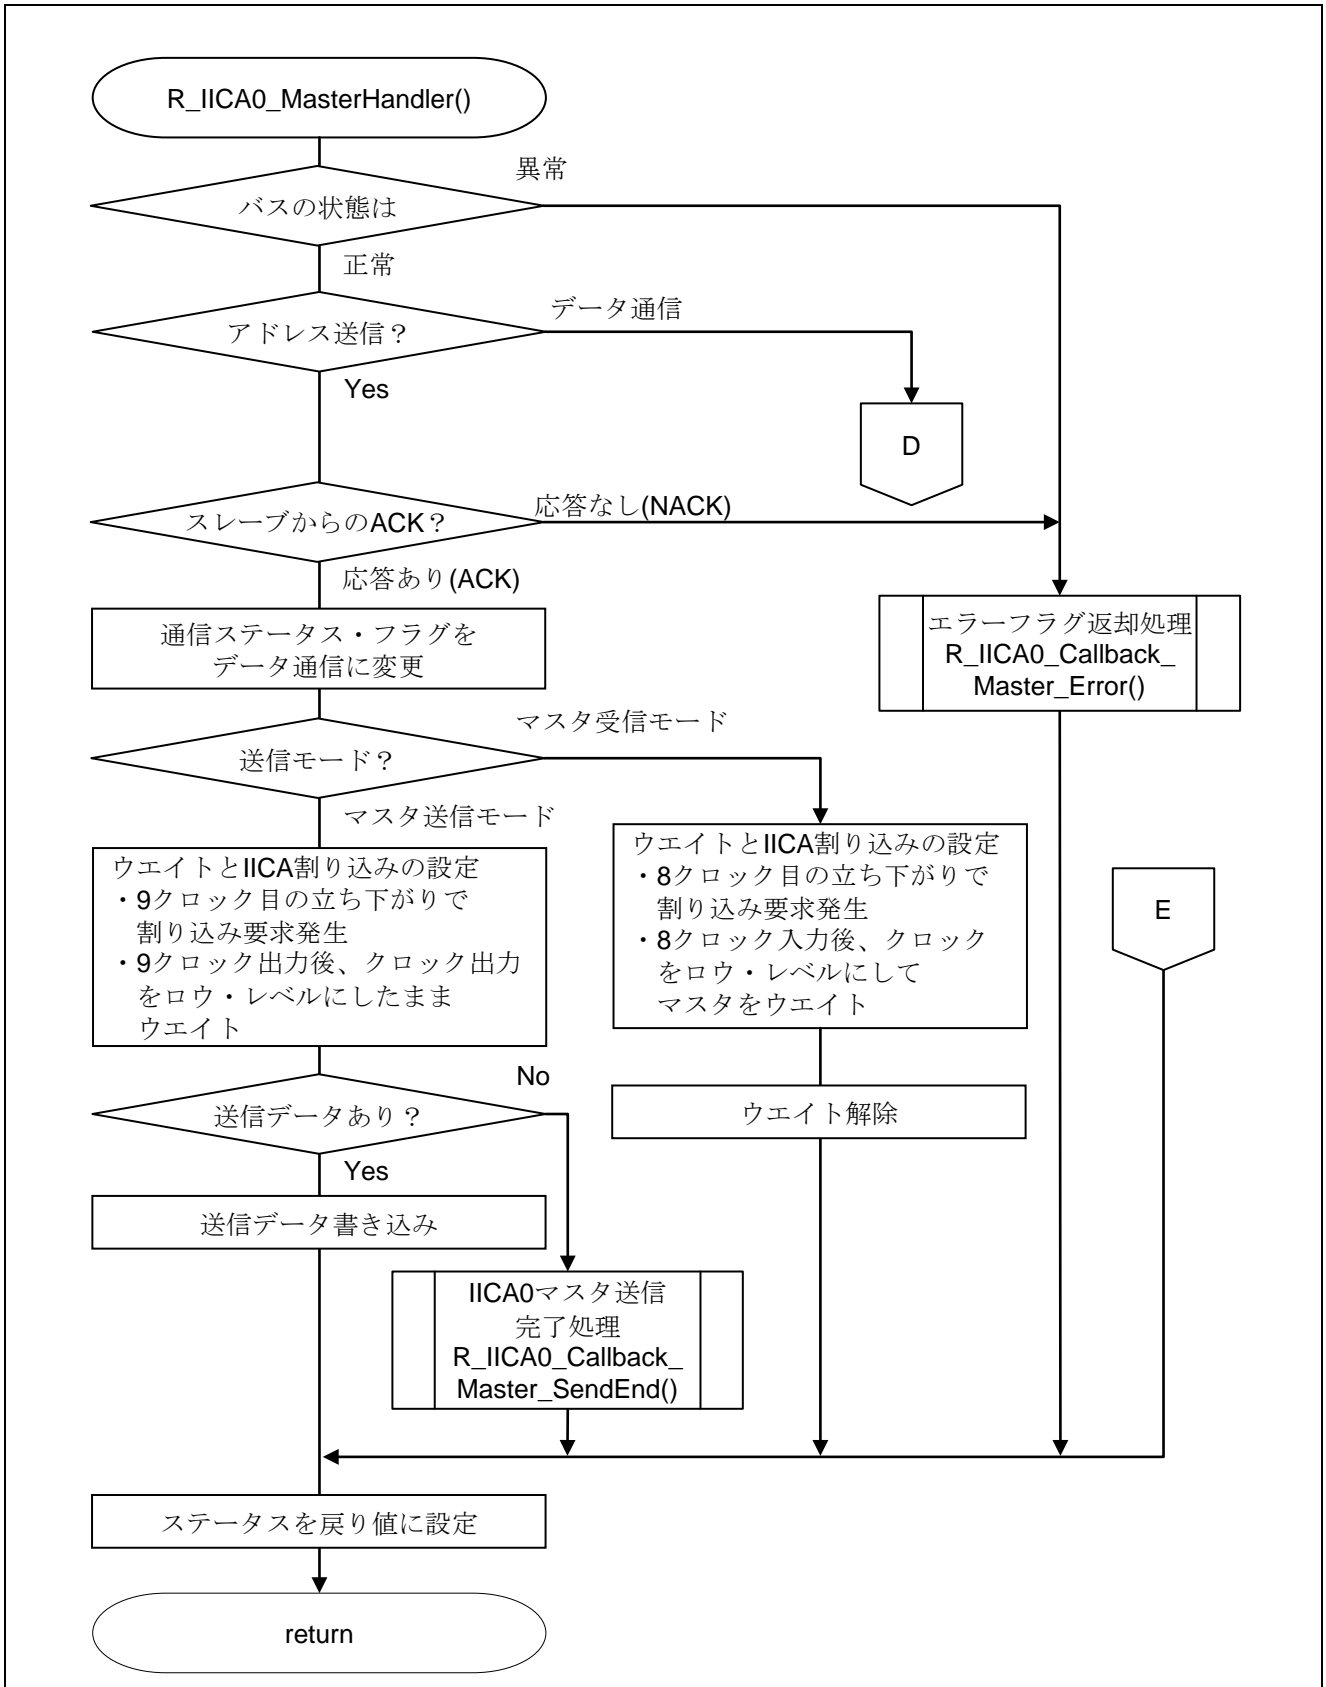 R_IICA0_MasterHandler()
異常
バスの状態は
正常
データ通信
アドレス送信？
Yes
D
応答なし(NACK)
スレーブからのACK？
応答あり(ACK)
通信ステータス・フラグを
データ通信に変更
エラーフラグ返却処理
R_IICA0_Callback_
Master_Error()
マスタ受信モード
送信モード？
マスタ送信モード
ウエイトとIICA割り込みの設定
・9クロック目の立ち下がりで
割り込み要求発生
・9クロック出力後、クロック出力
をロウ・レベルにしたまま
ウエイト
ウエイトとIICA割り込みの設定
・8クロック目の立ち下がりで
割り込み要求発生
・8クロック入力後、クロック
をロウ・レベルにして
マスタをウエイト
E
No
送信データあり？
ウエイト解除
Yes
送信データ書き込み
IICA0マスタ送信
完了処理
R_IICA0_Callback_
Master_SendEnd()
ステータスを戻り値に設定
return